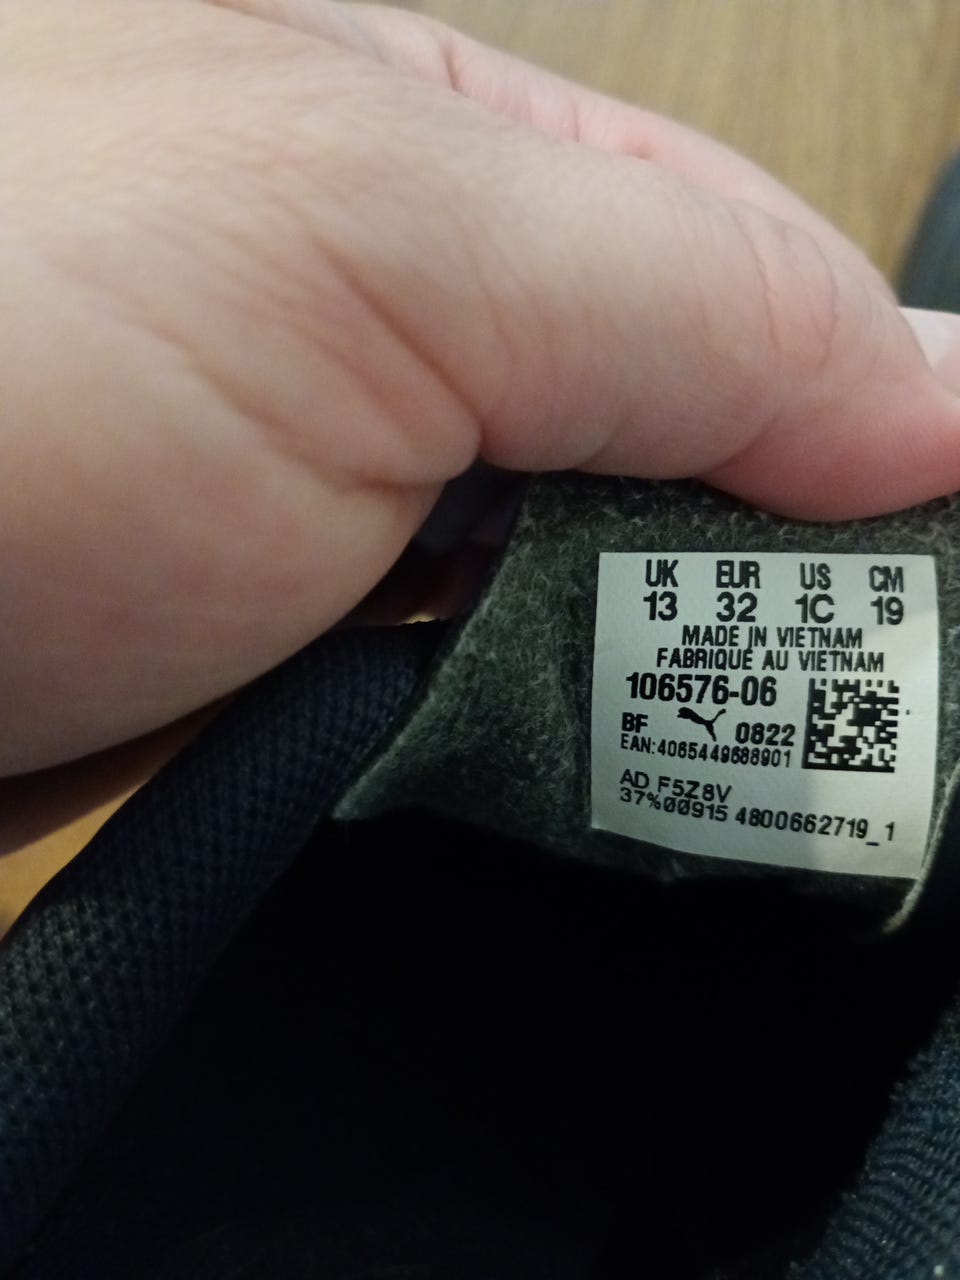 UK EUR US CM
13 32 1C 19
MADE IN VIETNAM
FABRIQUÉ AU VIETNAM
106576-06
BF 0822
EAN:4065449688901
AD F5Z8V
37%00915 4800662719_1